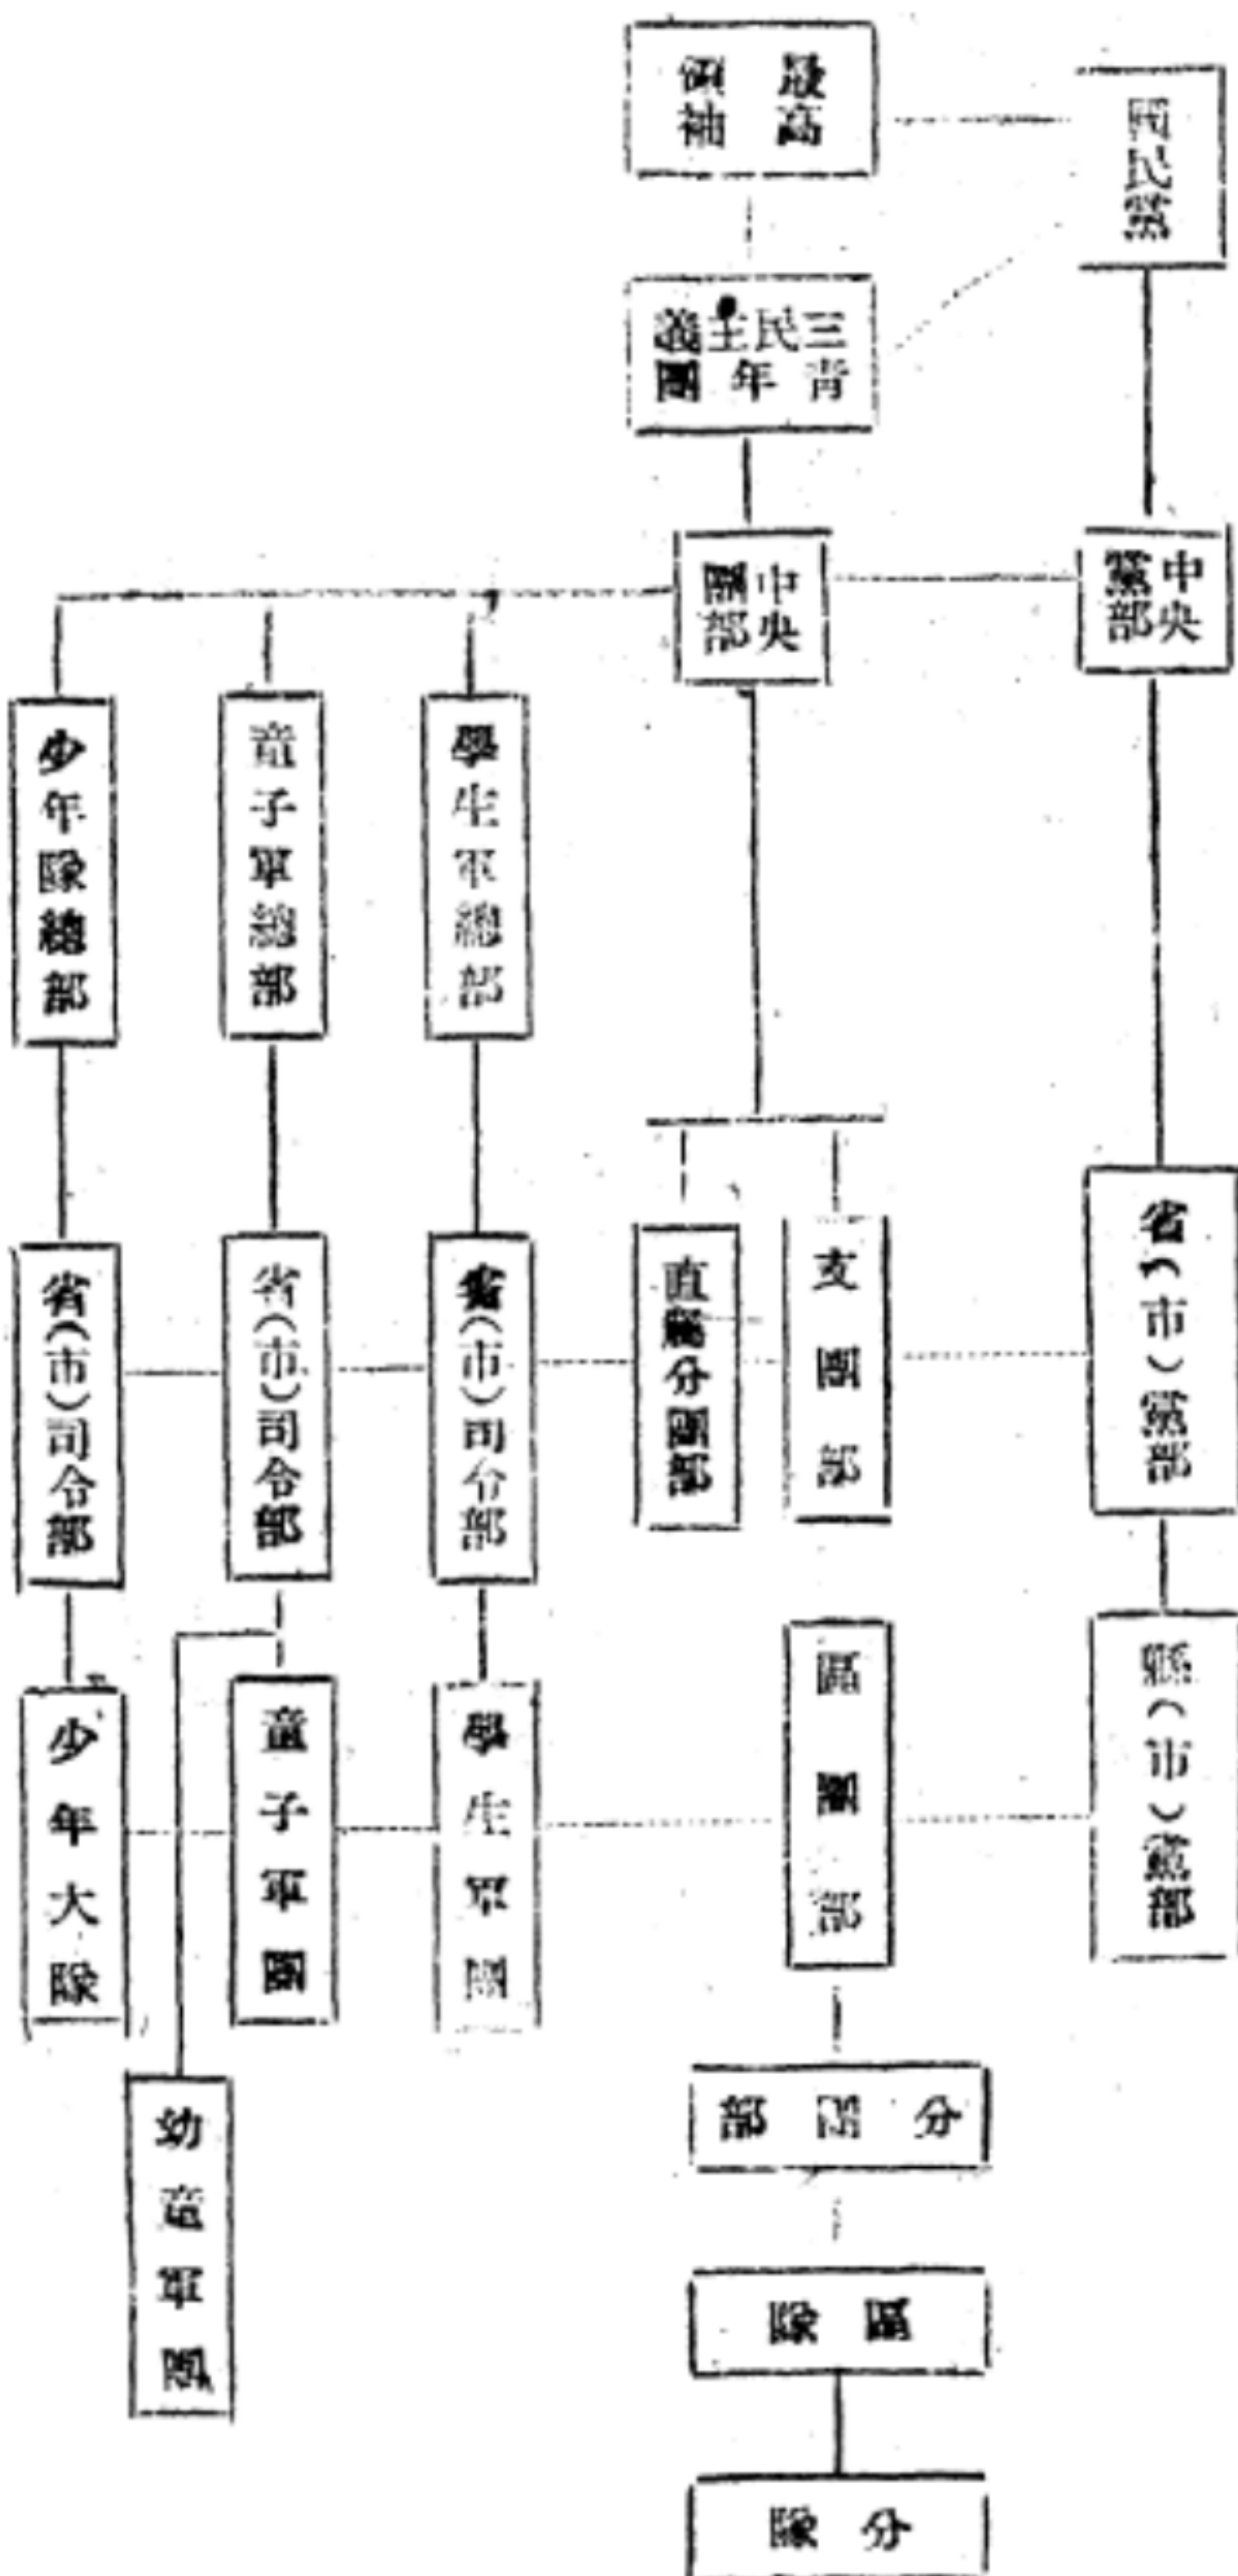 國民黨
最高
領袖
三民主義
青年團
中央
黨部
中央
團部
學生軍總部
童子軍總部
少年隊總部
省(市)黨部
支團部
直屬分團部
省(市)司令部
省(市)司令部
省(市)司令部
縣(市)黨部
區團部
學生軍團
童子軍團
少年大隊
幼童軍團
分團部
區隊
分隊